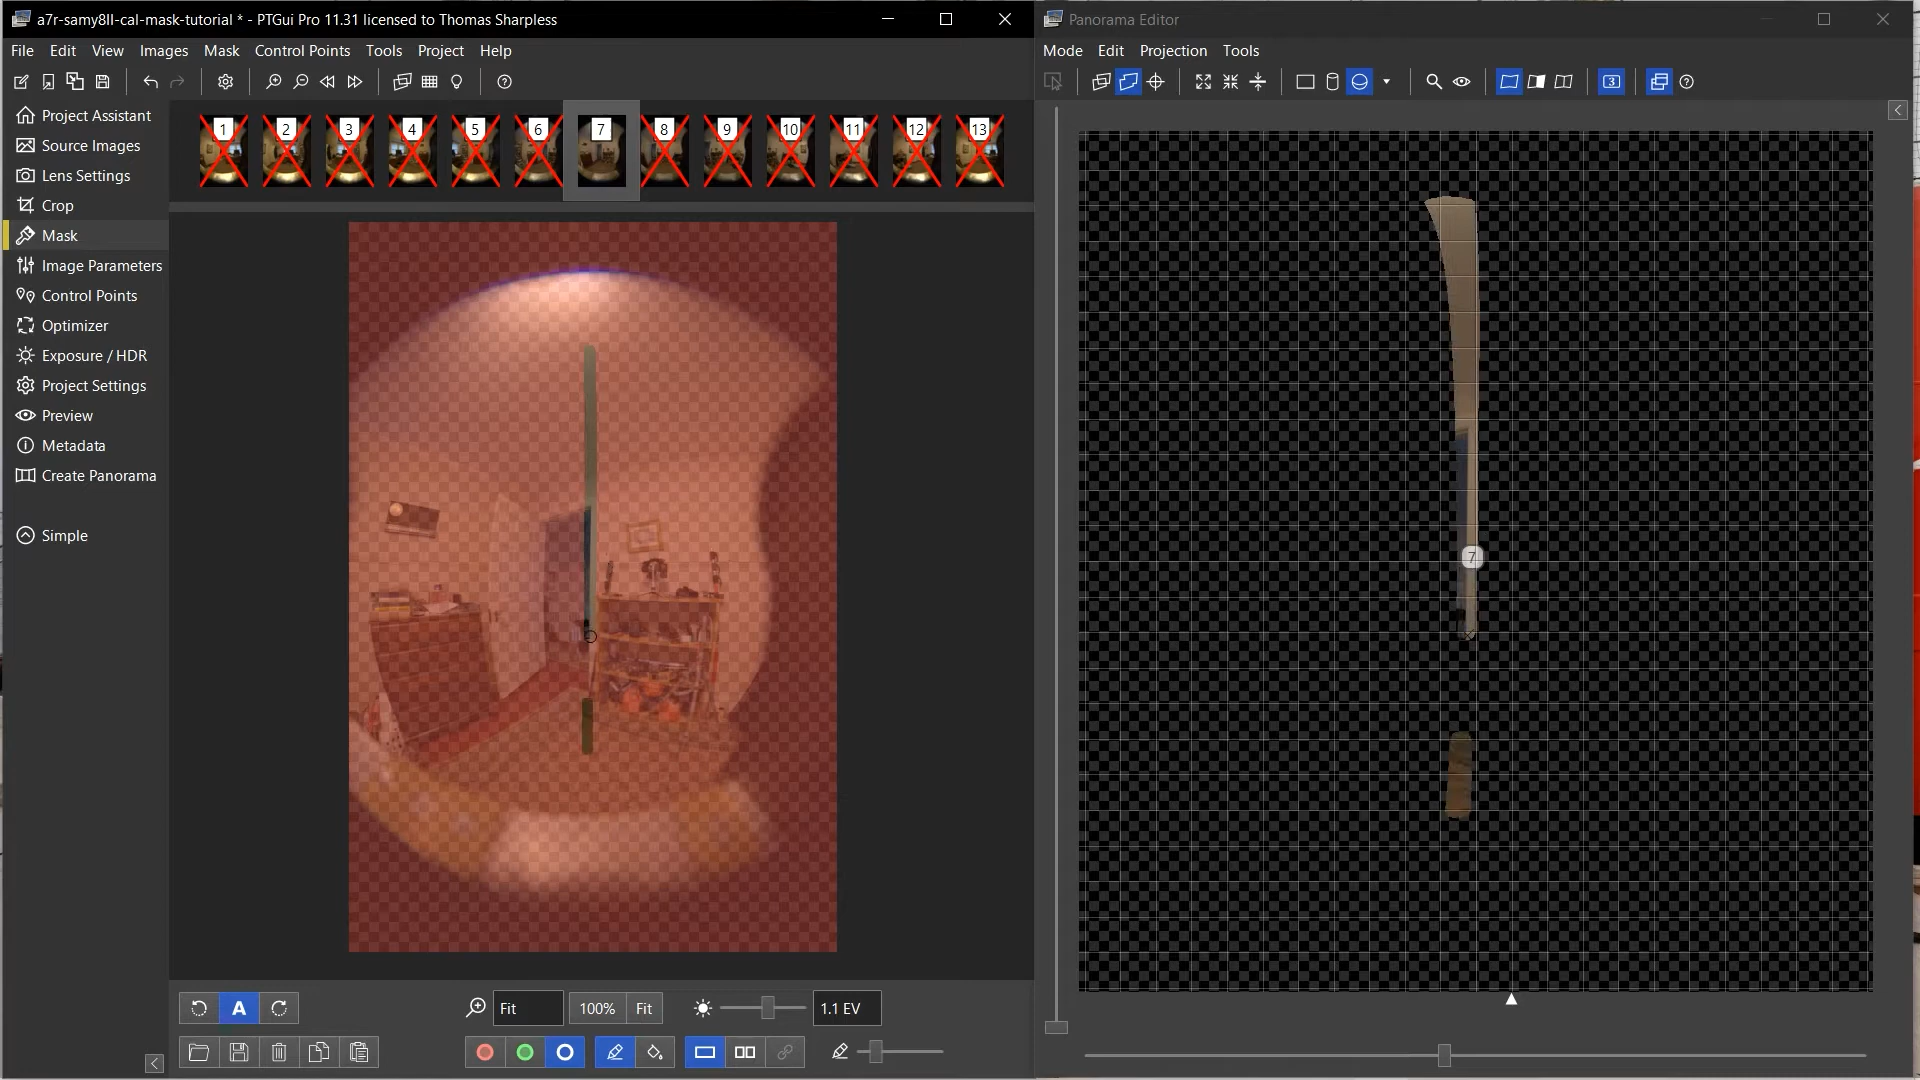 a7r-samy8II-cal-mask-tutorial * - PTGui Pro 11.31 licensed to Thomas Sharpless
File Edit View Images Mask Control Points Tools Project Help
Project Assistant
Source Images
Lens Settings
Crop
Mask
Image Parameters
Control Points
Optimizer
Exposure / HDR
Project Settings
Preview
Metadata
Create Panorama
Simple
1 2 3 4 5 6 7 8 9 10 11 12 13
A Fit 100% Fit 1.1 EV
Panorama Editor
Mode Edit Projection Tools
3
7